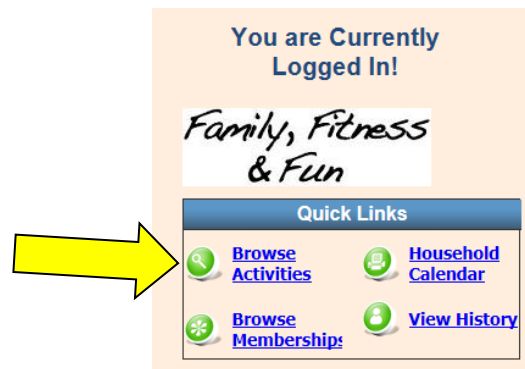 You are Currently
Logged In!
Family, Fitness
& Fun
Quick Links
Browse
Activities
Household
Calendar
Browse
Memberships
View History